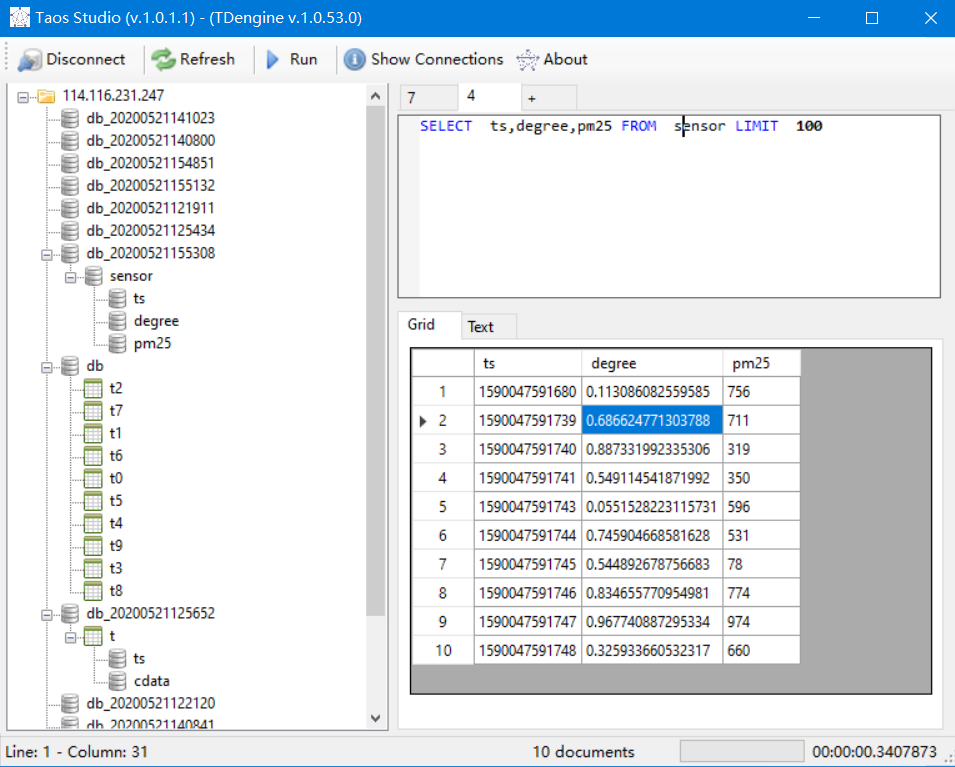 Taos Studio (v.1.0.1.1) - (TDengine v.1.0.53.0)
Disconnect Refresh Run Show Connections About
114.116.231.247
db_20200521141023
db_20200521140800
db_20200521154851
db_20200521155132
db_20200521121911
db_20200521125434
db_20200521155308
sensor
ts
degree
pm25
db
t2
t7
t1
t6
t0
t5
t4
t9
t3
t8
db_20200521125652
t
ts
cdata
db_20200521122120
db_20200521140841
7 4 +
SELECT ts,degree,pm25 FROM sensor LIMIT 100
Grid Text
ts degree pm25
1 1590047591680 0.113086082559585 756
2 1590047591739 0.686624771303788 711
3 1590047591740 0.887331992335306 319
4 1590047591741 0.549114541871992 350
5 1590047591743 0.0551528223115731 596
6 1590047591744 0.745904668581628 531
7 1590047591745 0.544892678756683 78
8 1590047591746 0.834655770954981 774
9 1590047591747 0.967740887295334 974
10 1590047591748 0.325933660532317 660
Line: 1 - Column: 31 10 documents 00:00:00.3407873